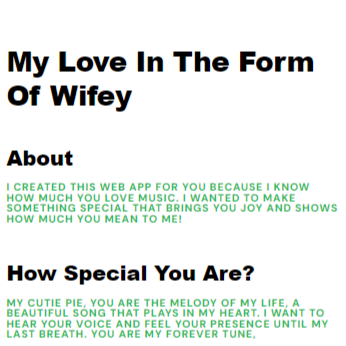 My Love In The Form
Of Wifey
About
I CREATED THIS WEB APP FOR YOU BECAUSE I KNOW
HOW MUCH YOU LOVE MUSIC. I WANTED TO MAKE
SOMETHING SPECIAL THAT BRINGS YOU JOY AND SHOWS
HOW MUCH YOU MEAN TO ME!
How Special You Are?
MY CUTIE PIE, YOU ARE THE MELODY OF MY LIFE, A
BEAUTIFUL SONG THAT PLAYS IN MY HEART. I WANT TO
HEAR YOUR VOICE AND FEEL YOUR PRESENCE UNTIL MY
LAST BREATH. YOU ARE MY FOREVER TUNE,